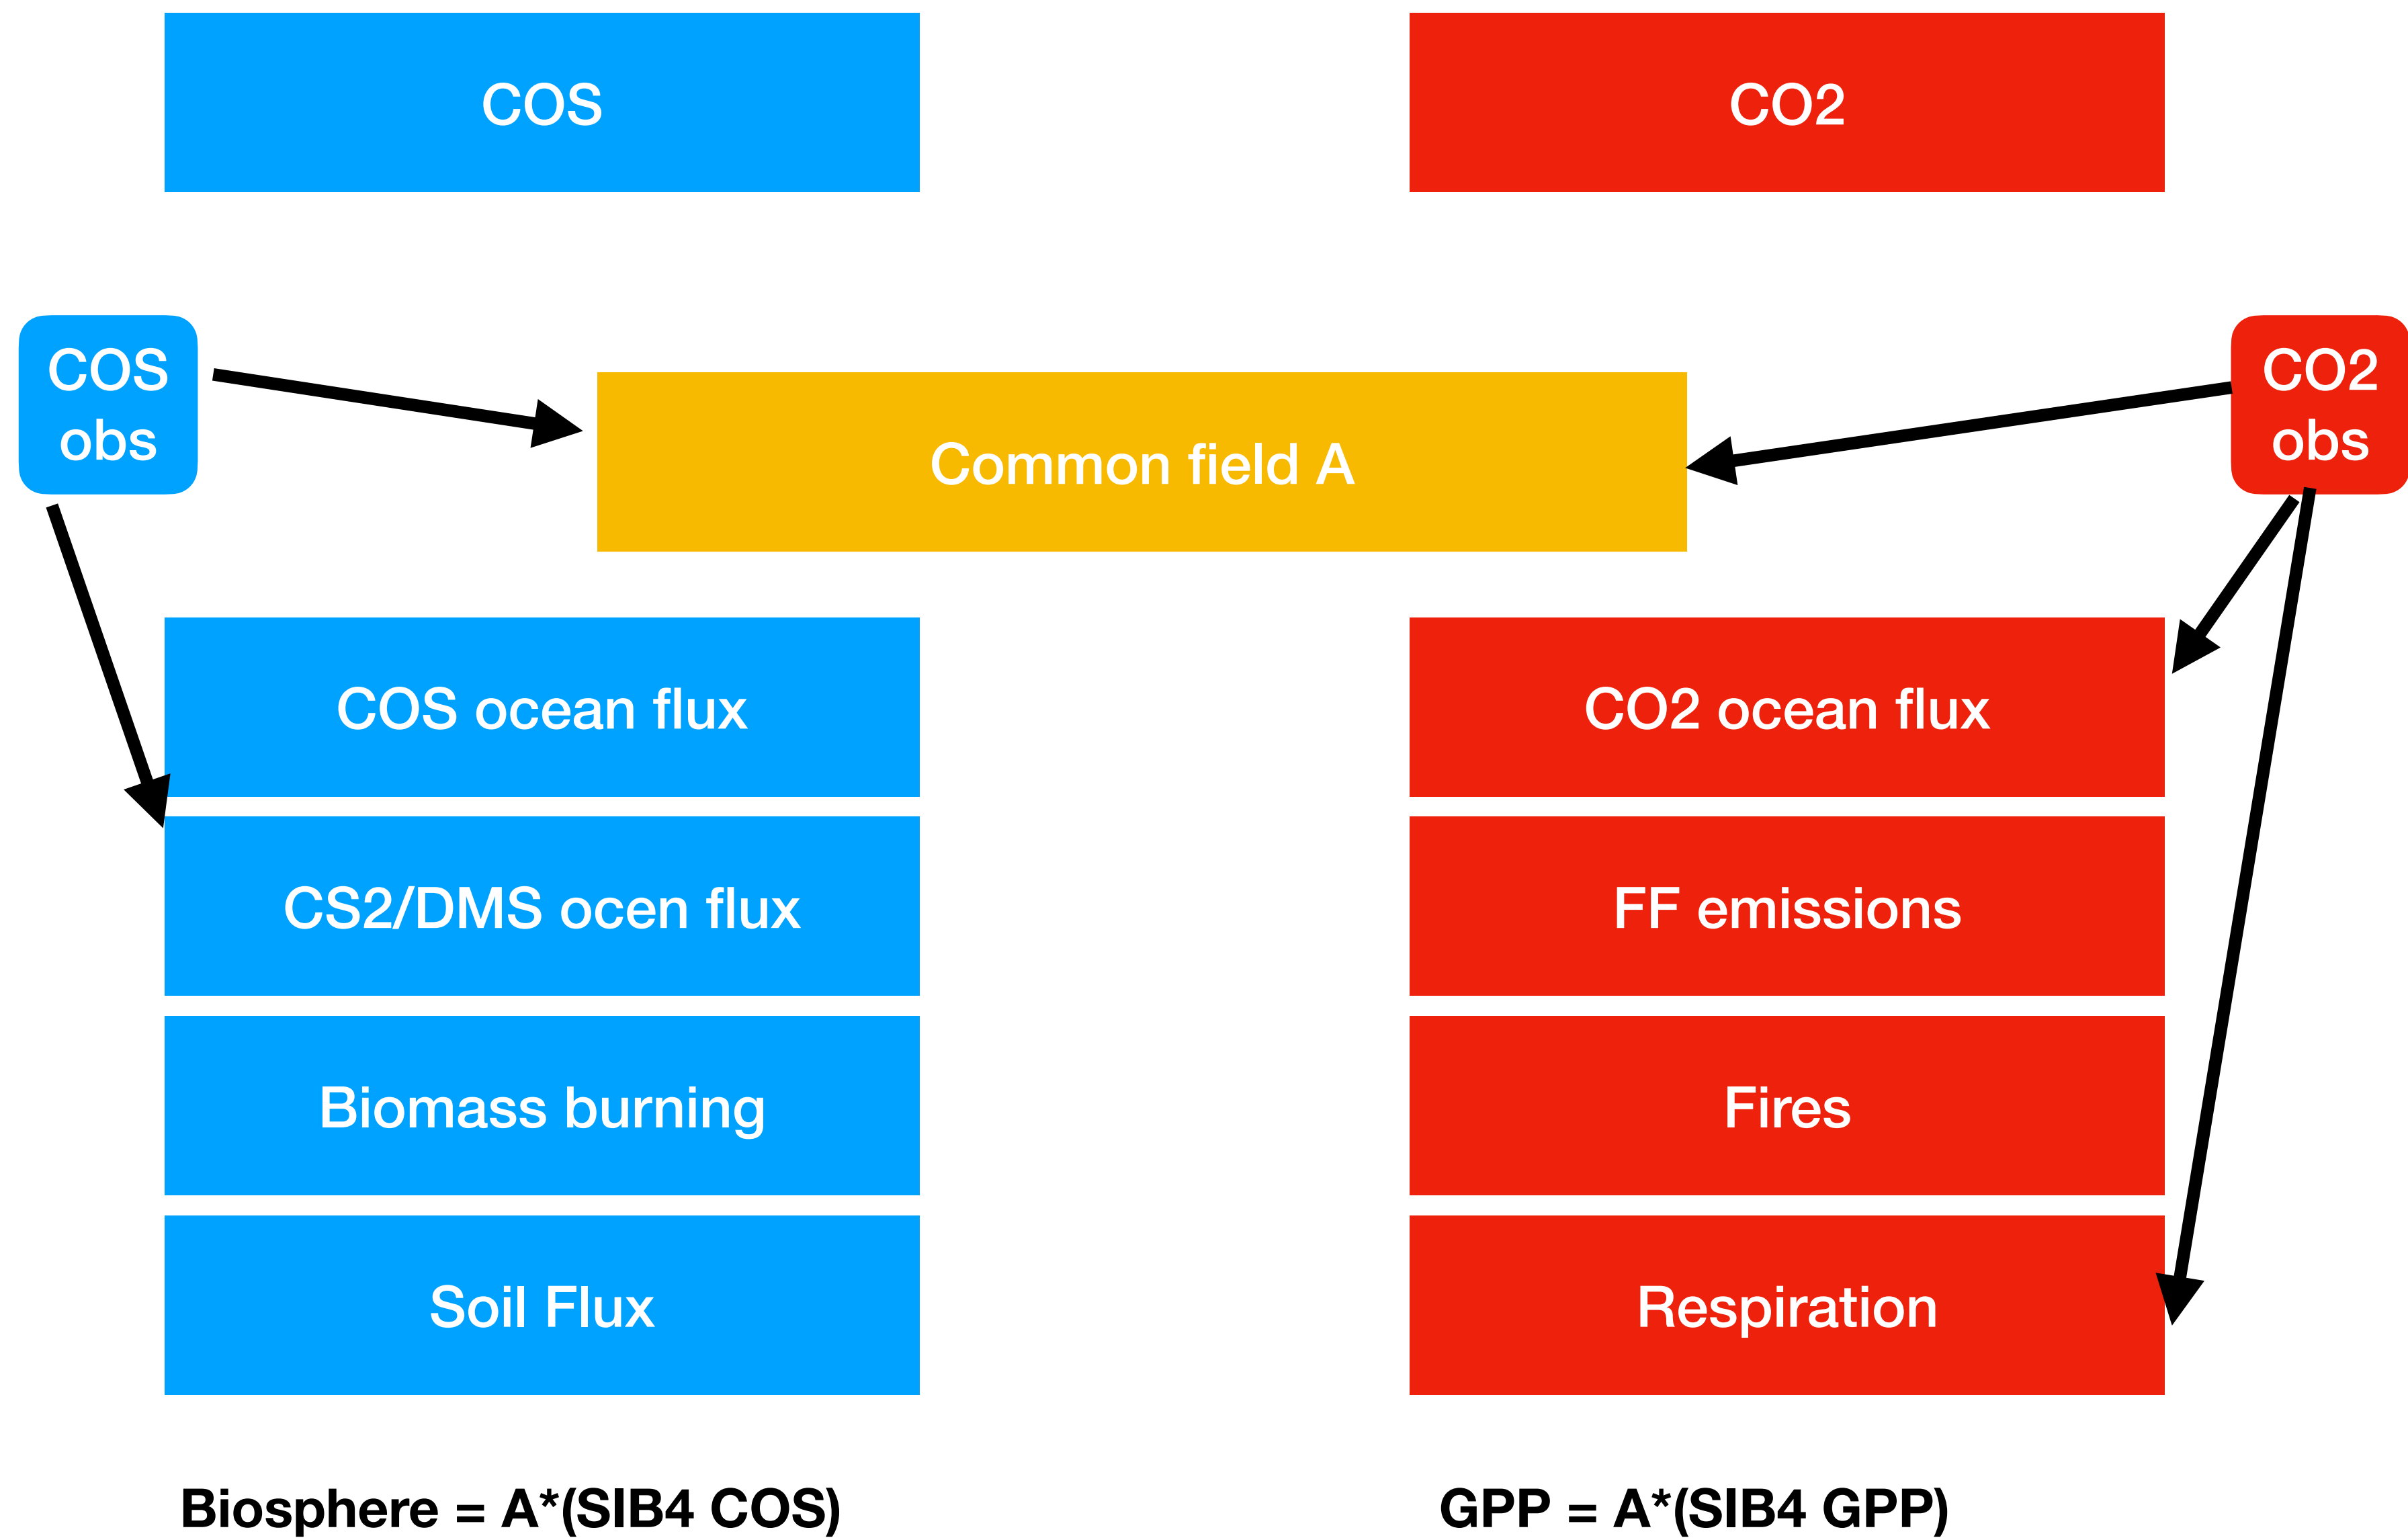 COS
CO2
COS
obs
CO2
obs
Common field A
COS ocean flux
CO2 ocean flux
CS2/DMS ocen flux
FF emissions
Biomass burning
Fires
Soil Flux
Respiration
Biosphere = A*(SIB4 COS)
GPP = A*(SIB4 GPP)